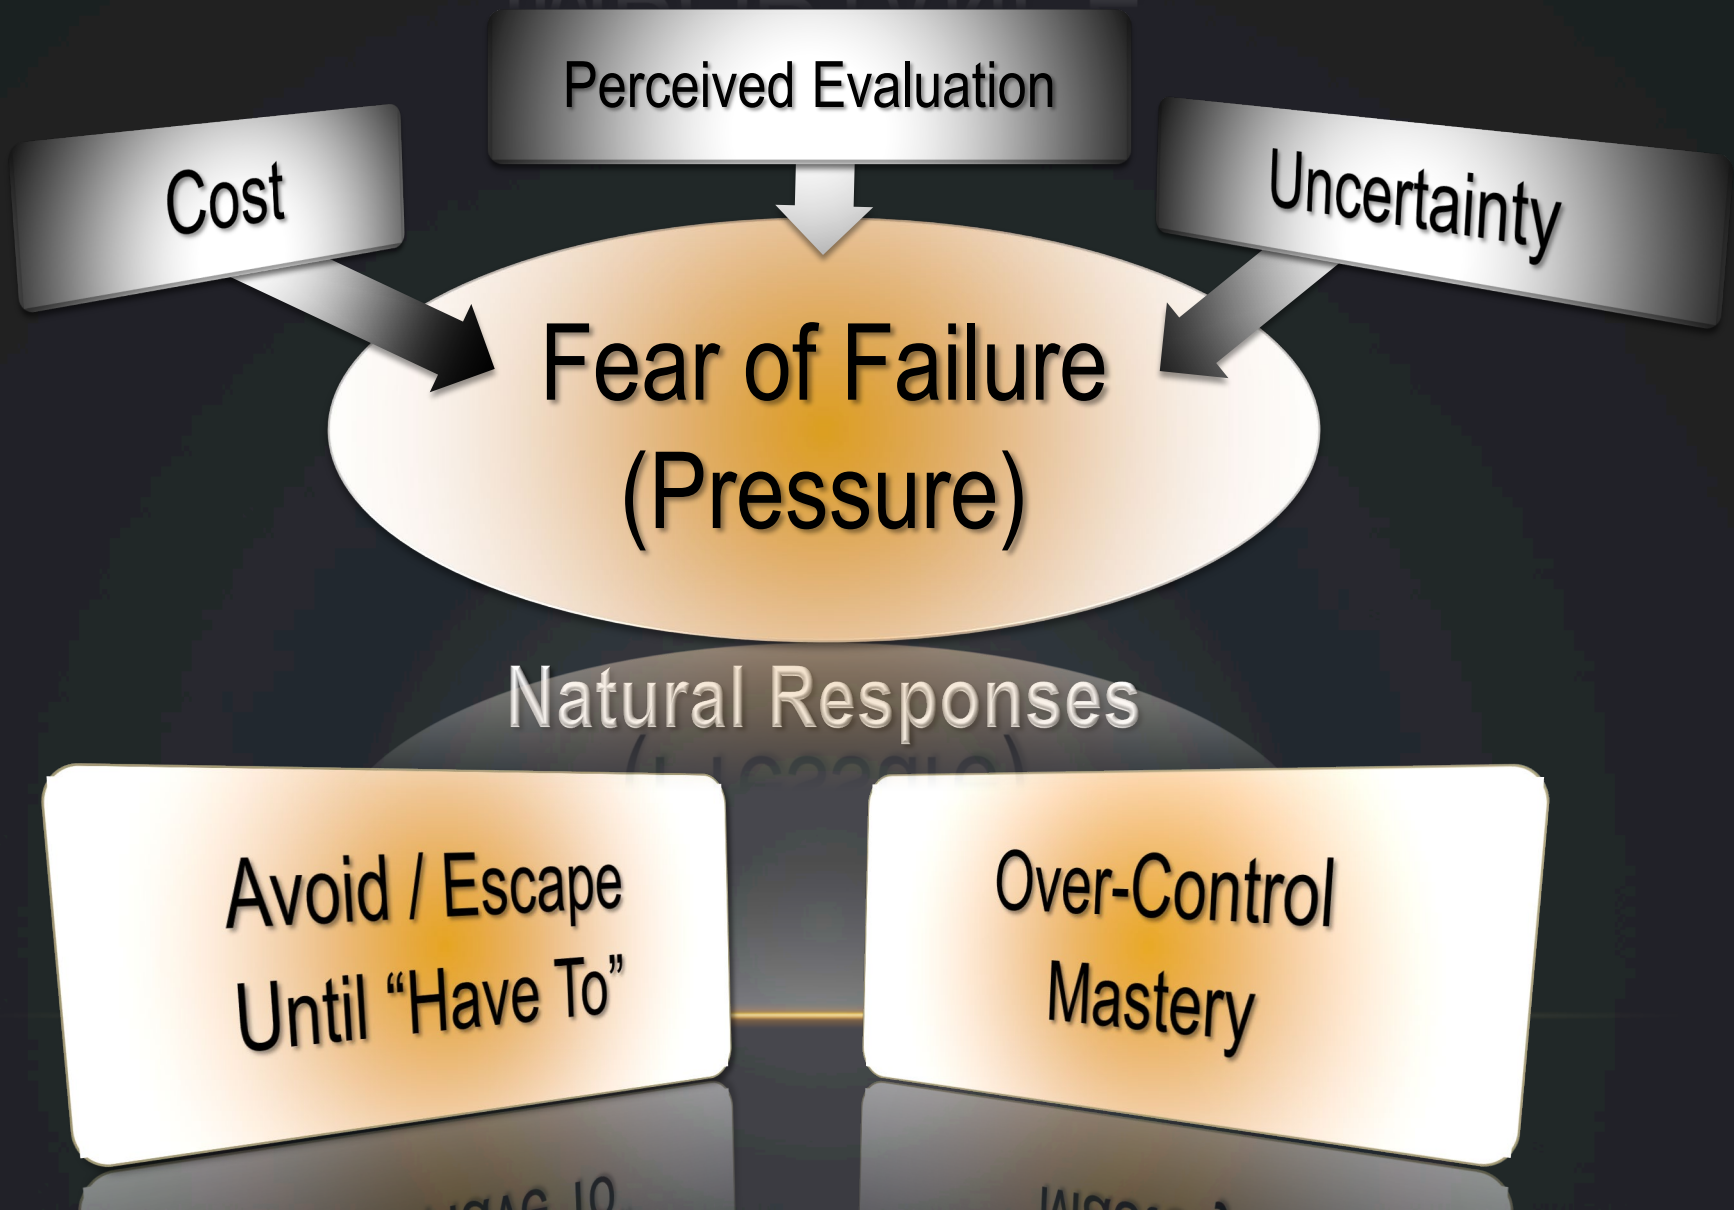 Perceived Evaluation
Cost
Uncertainty
Fear of Failure
(Pressure)
Natural Responses
Avoid / Escape
Until “Have To”
Over-Control
Mastery